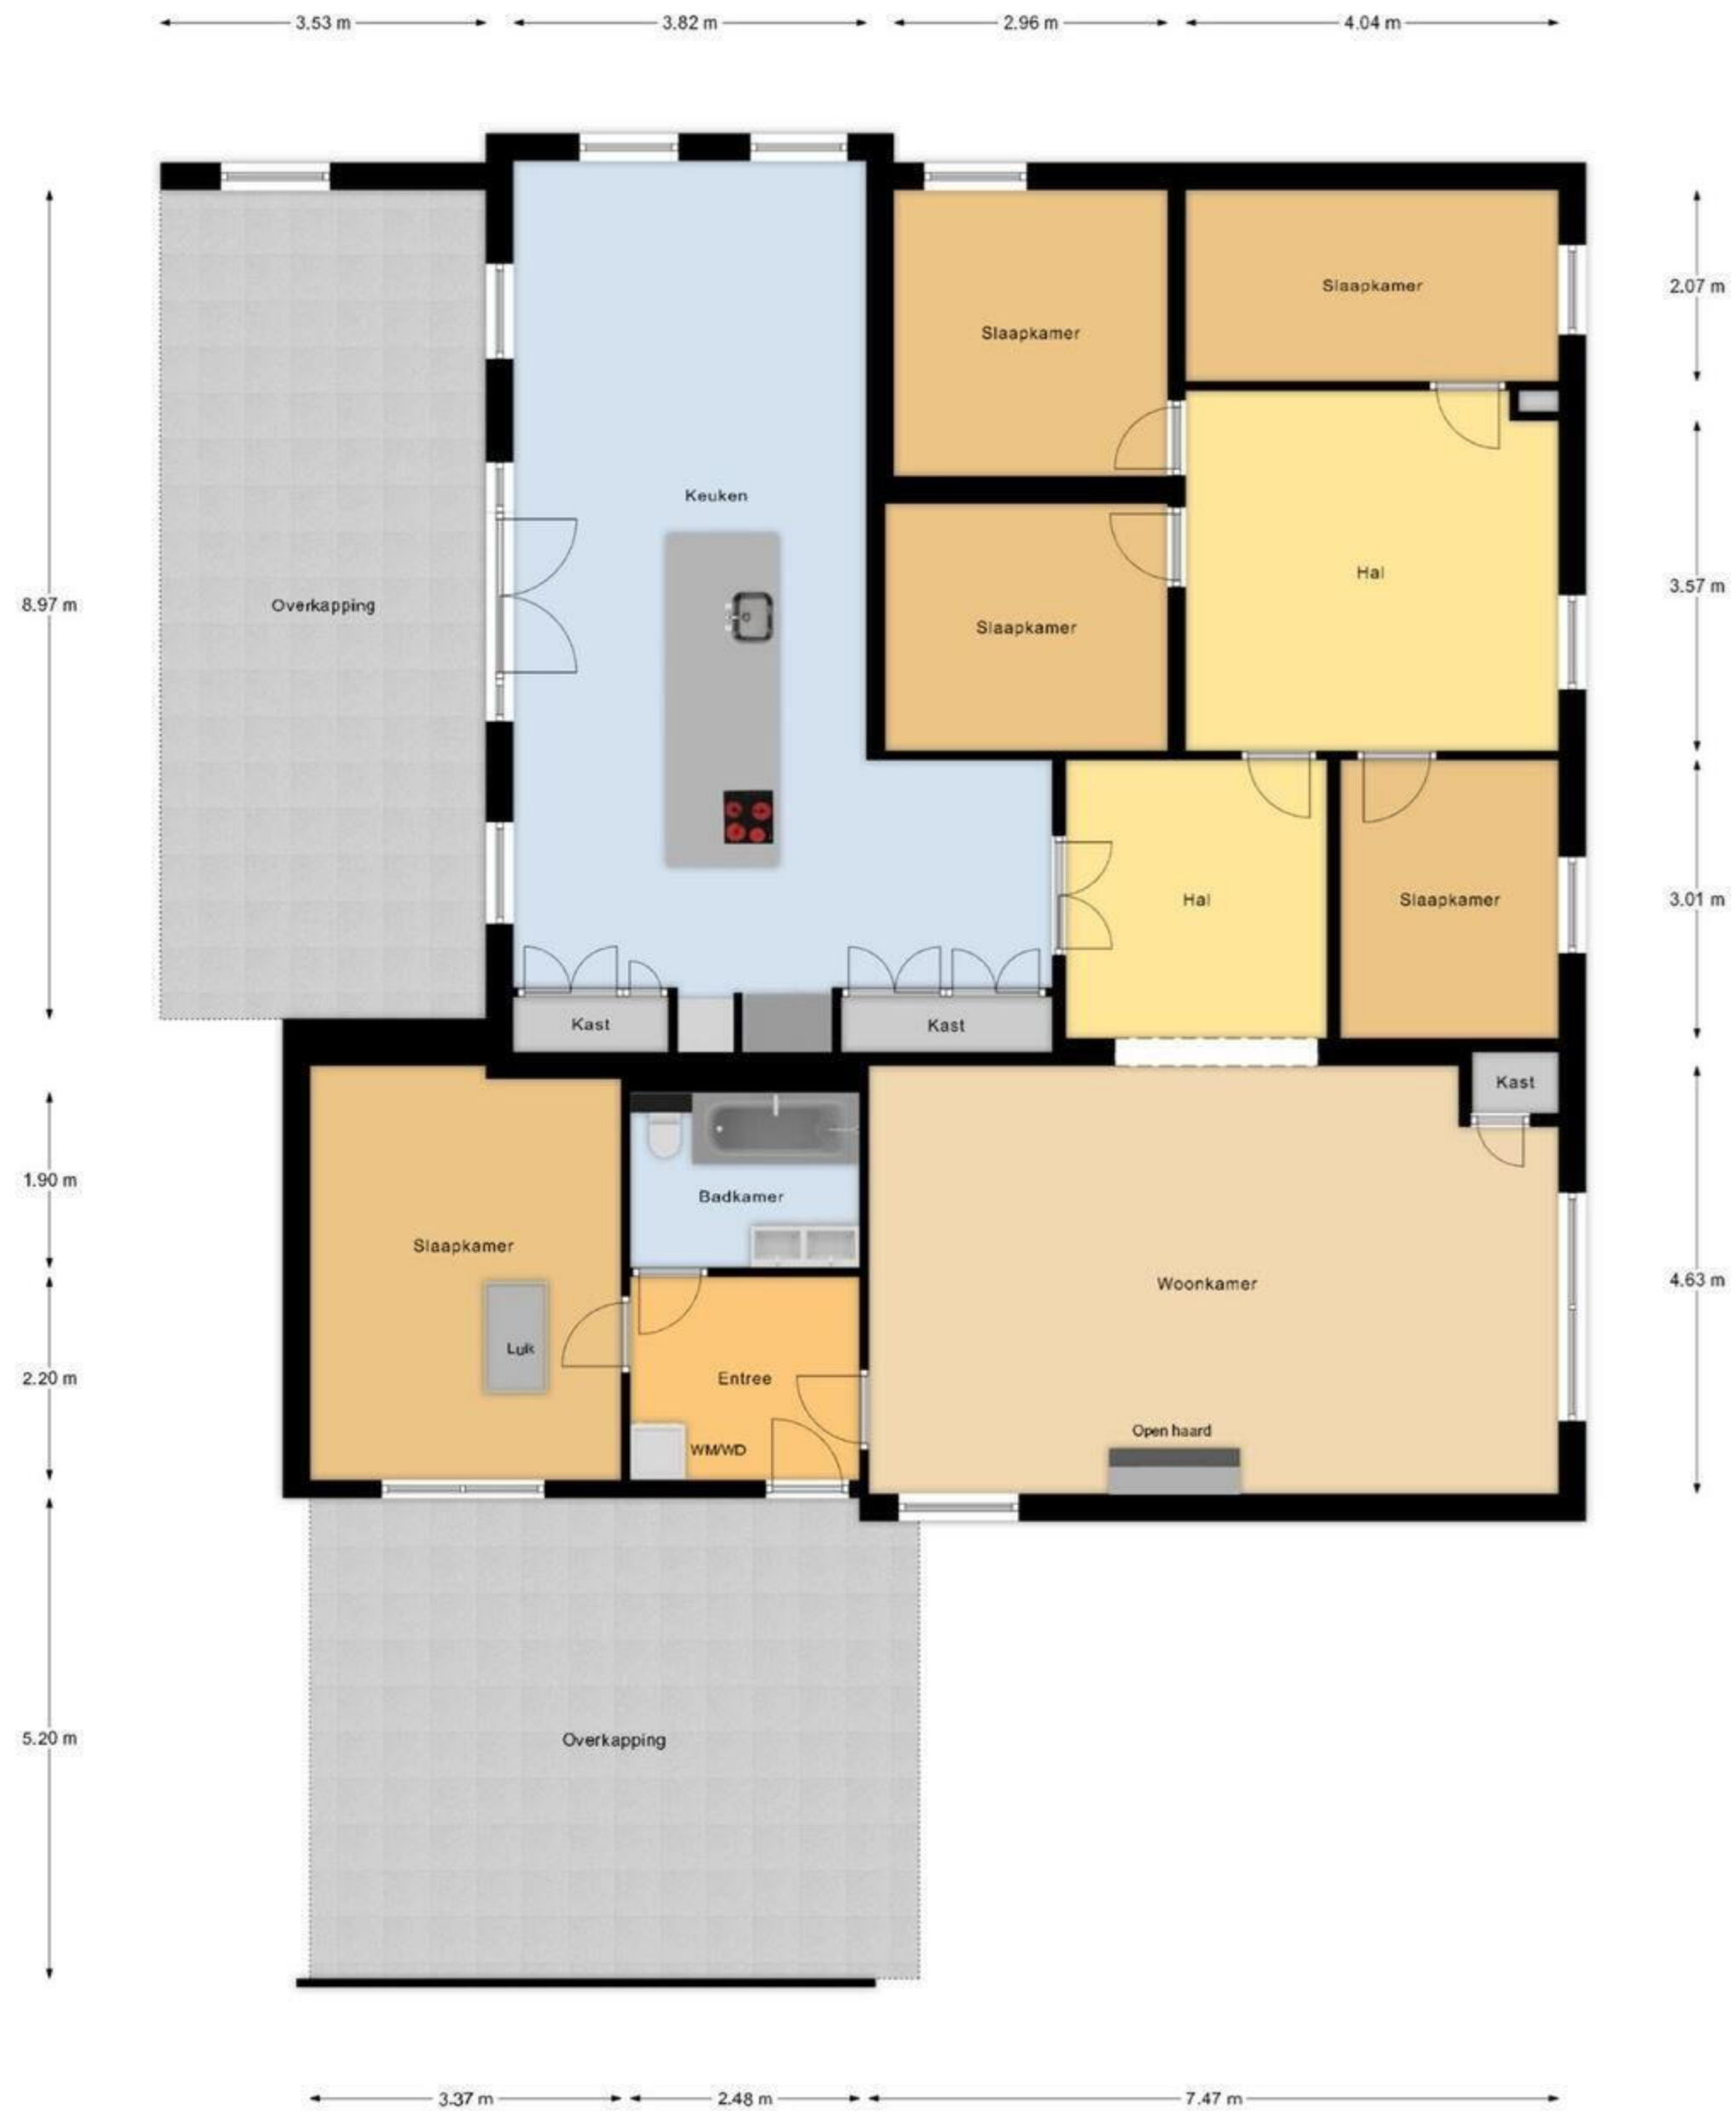 3.53 m
3.82 m
2.96 m
4.04 m
Slaapkamer
2.07 m
Slaapkamer
Keuken
Hal
3.57 m
8.97 m
Overkapping
Slaapkamer
Hal
Slaapkamer
3.01 m
Kast
Kast
Kast
1.90 m
Badkamer
Slaapkamer
Woonkamer
4.63 m
Luik
2.20 m
Entree
Open haard
WM/WD
5.20 m
Overkapping
3.37 m
2.48 m
7.47 m